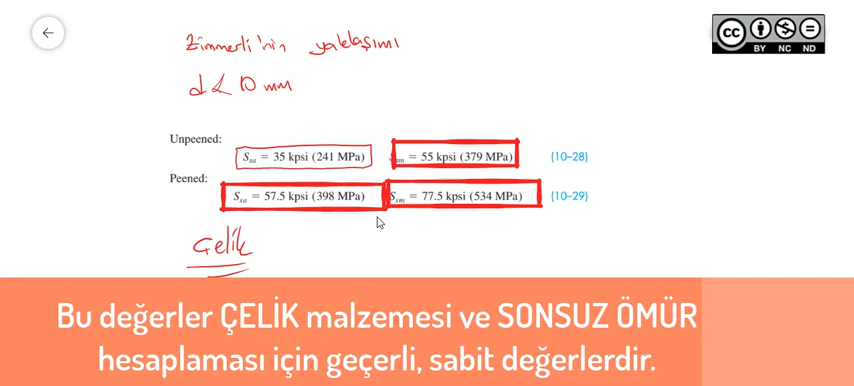 Zimmerli'nin yaklaşımı
d < 10 mm
cc
BY NC ND
Unpeened:
Ssa = 35 kpsi (241 MPa) sm = 55 kpsi (379 MPa) (10–28)
Peened:
Ssa = 57.5 kpsi (398 MPa) Ssm = 77.5 kpsi (534 MPa) (10–29)
Çelik
Bu değerler ÇELİK malzemesi ve SONSUZ ÖMÜR
hesaplaması için geçerli, sabit değerlerdir.